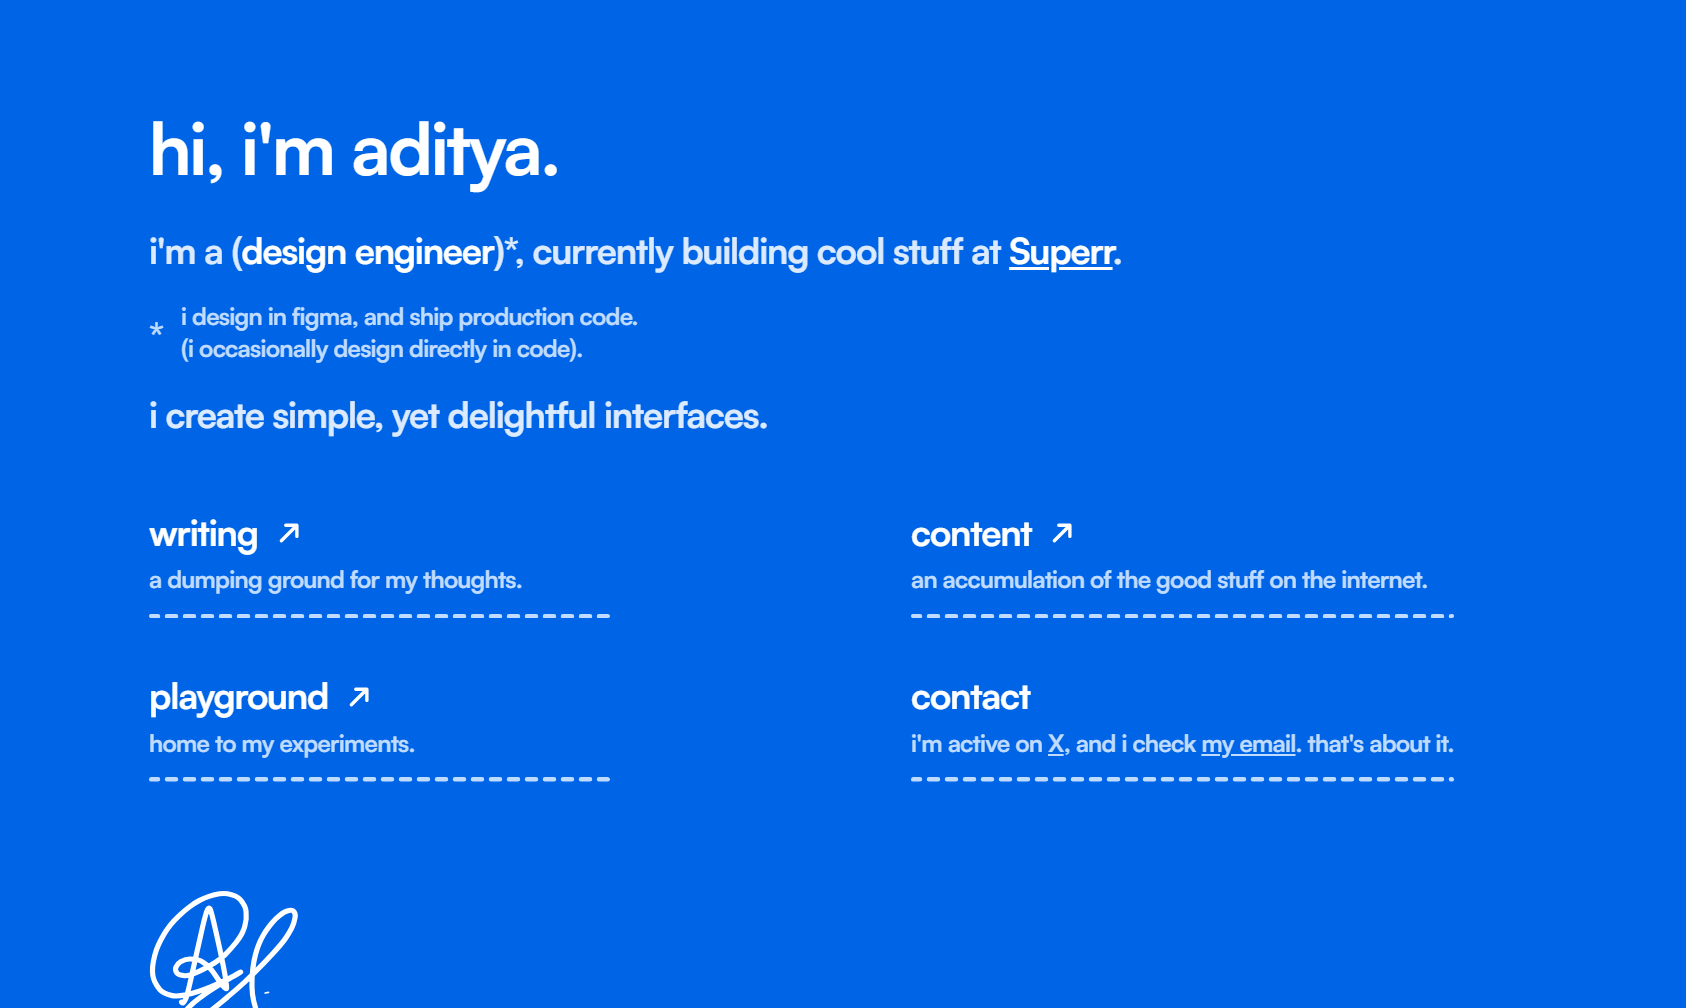 hi, i'm aditya.
i'm a (design engineer)*, currently building cool stuff at Superr.
* i design in figma, and ship production code.
(i occasionally design directly in code).
i create simple, yet delightful interfaces.
writing ↗
a dumping ground for my thoughts.
content ↗
an accumulation of the good stuff on the internet.
playground ↗
home to my experiments.
contact
i'm active on X, and i check my email. that's about it.